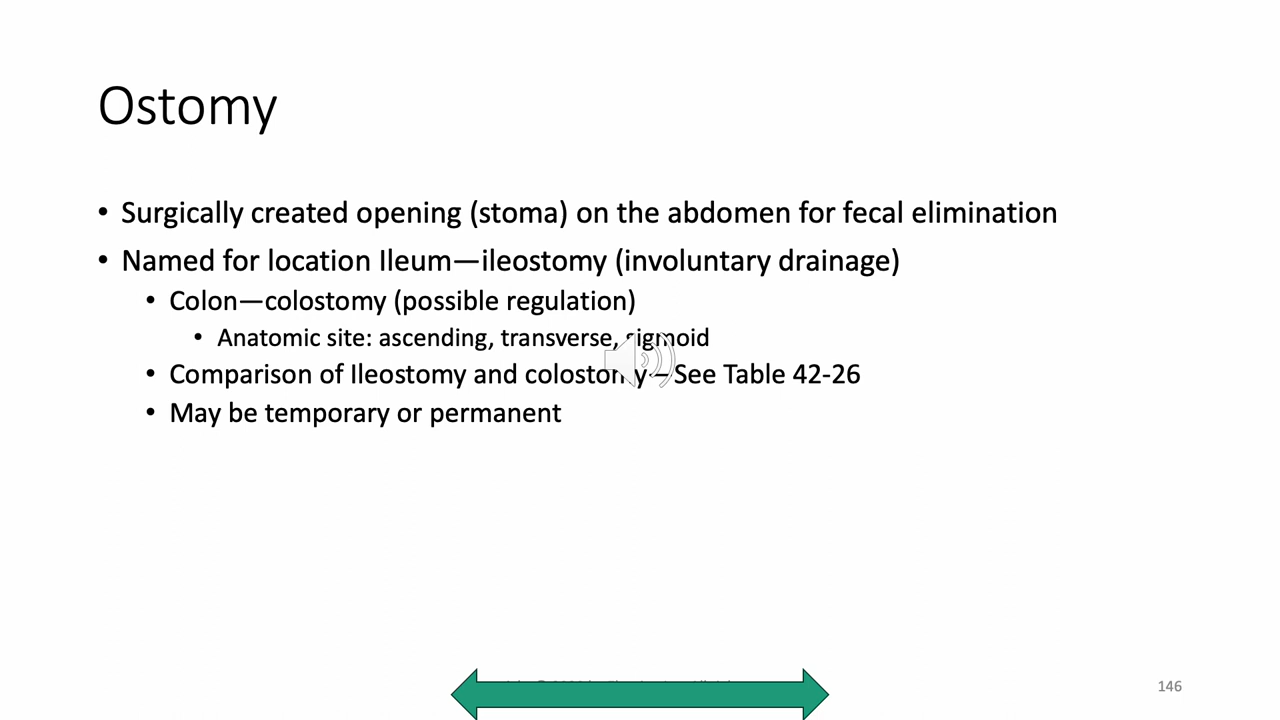 Ostomy
• Surgically created opening (stoma) on the abdomen for fecal elimination
• Named for location Ileum—ileostomy (involuntary drainage)
• Colon—colostomy (possible regulation)
• Anatomic site: ascending, transverse, sigmoid
• Comparison of Ileostomy and colostomy—See Table 42-26
• May be temporary or permanent
146